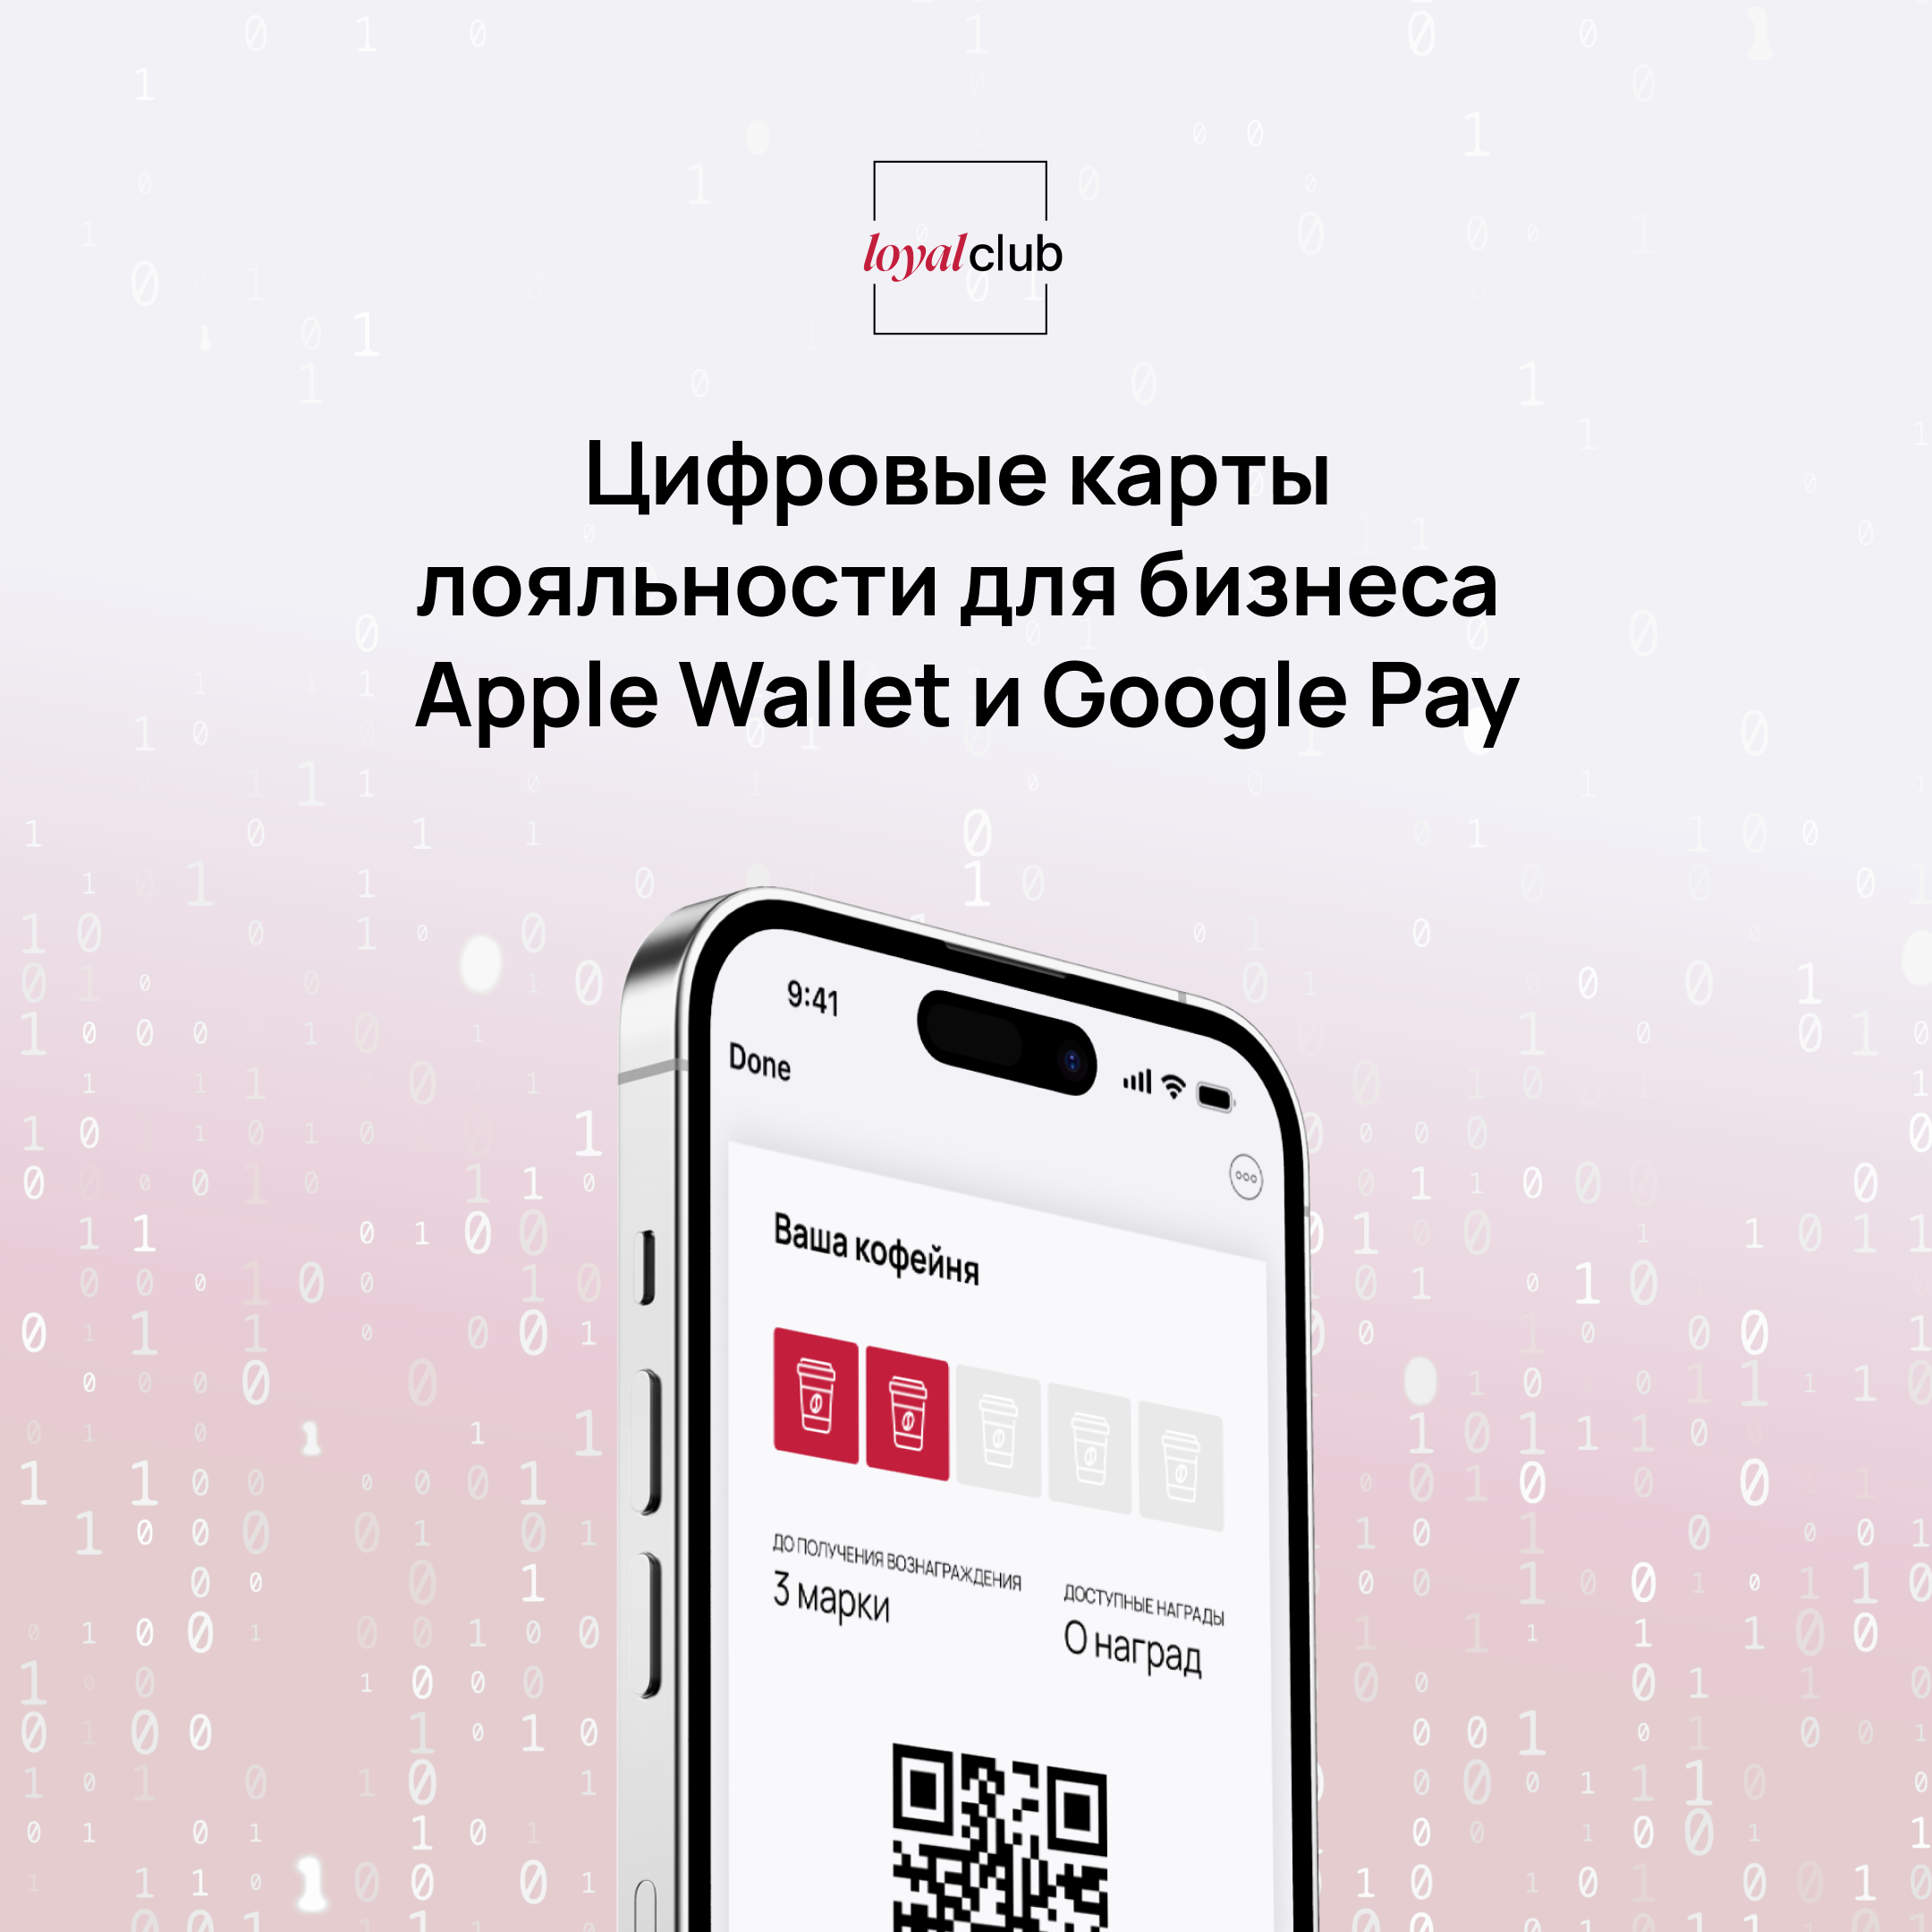 loyalclub
Цифровые карты
лояльности для бизнеса
Apple Wallet и Google Pay
9:41
Done
Ваша кофейня
ДО ПОЛУЧЕНИЯ ВОЗНАГРАЖДЕНИЯ
3 марки
ДОСТУПНЫЕ НАГРАДЫ
0 наград